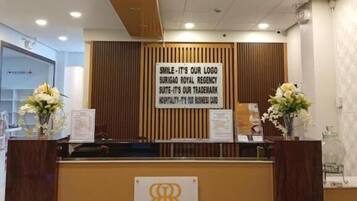 SMILE-IT'S OUR LOGO
SURIGAO ROYAL REGENCY
SUITE-IT'S OUR TRADEMARK
HOSPITALITY-IT'S OUR BUSINESS CARD